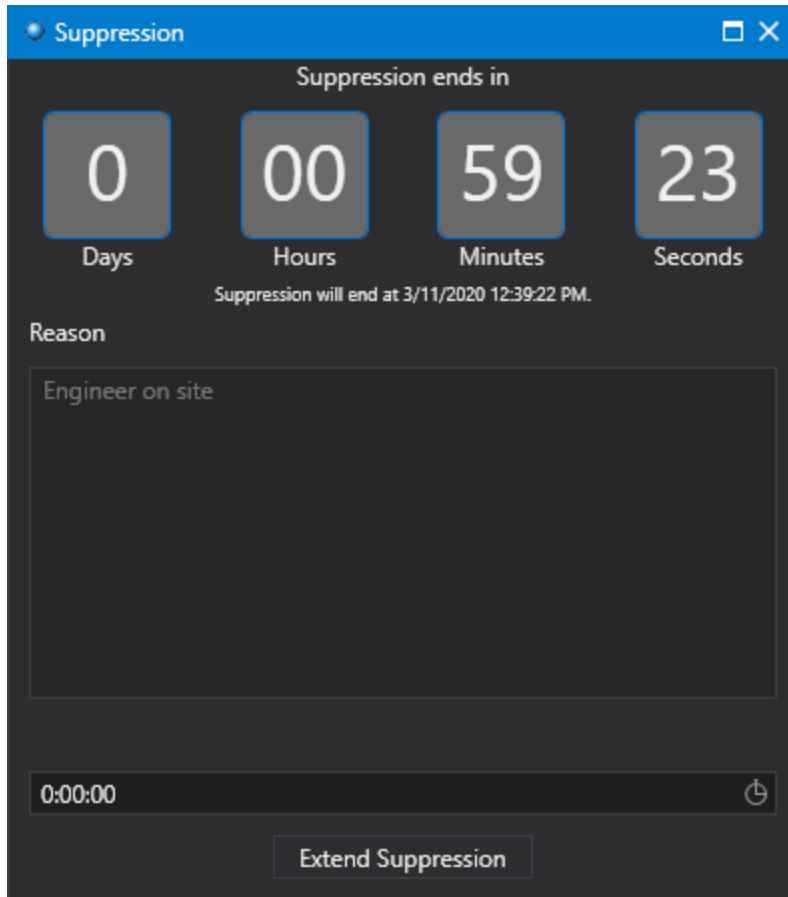 Suppression
Suppression ends in
0 00 59 23
Days Hours Minutes Seconds
Suppression will end at 3/11/2020 12:39:22 PM.
Reason
Engineer on site
0:00:00
Extend Suppression